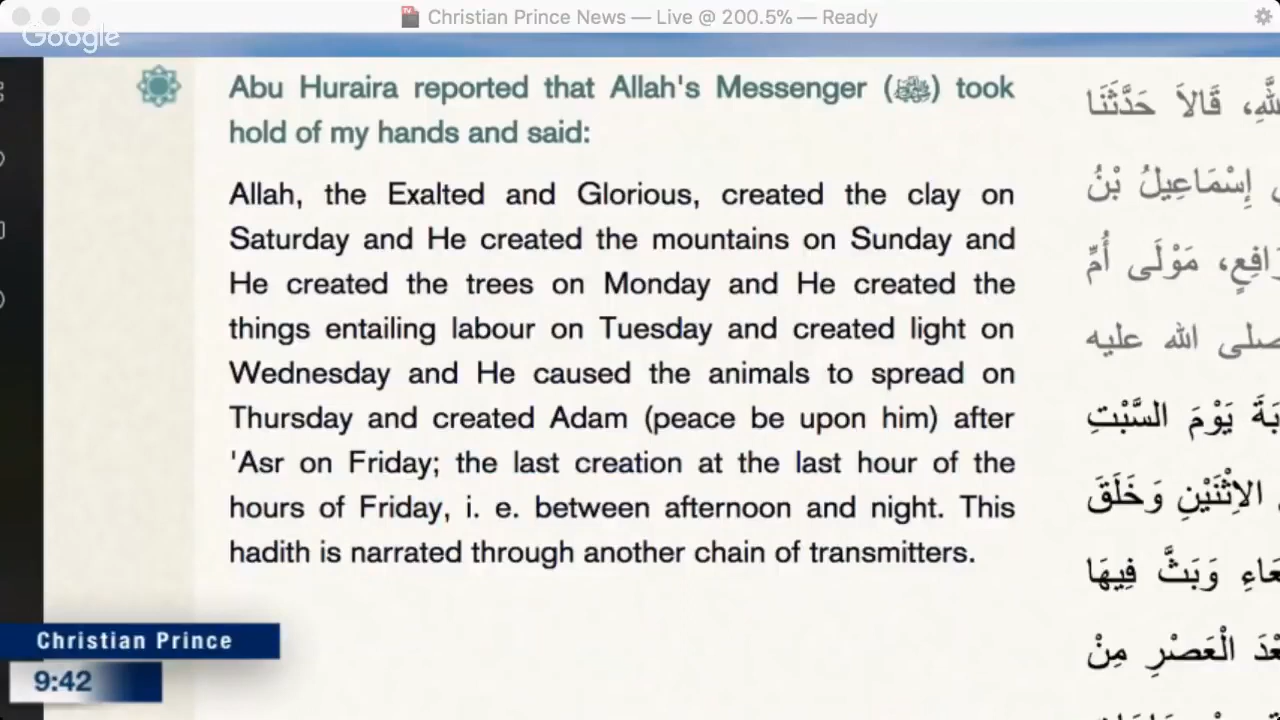 Christian Prince News — Live @ 200.5% — Ready
Google
Abu Huraira reported that Allah's Messenger (ﷺ) took
hold of my hands and said:
Allah, the Exalted and Glorious, created the clay on
Saturday and He created the mountains on Sunday and
He created the trees on Monday and He created the
things entailing labour on Tuesday and created light on
Wednesday and He caused the animals to spread on
Thursday and created Adam (peace be upon him) after
'Asr on Friday; the last creation at the last hour of the
hours of Friday, i. e. between afternoon and night. This
hadith is narrated through another chain of transmitters.
قَالاَ حَدَّثَنَا
إِسْمَاعِيلُ بْنُ
مَوْلَى أُمِّ
صلى الله عليه
يَوْمَ السَّبْتِ
الاِثْنَيْنِ وَخَلَقَ
وَبَثَّ فِيهَا
الْعَصْرِ مِنْ
Christian Prince
9:42